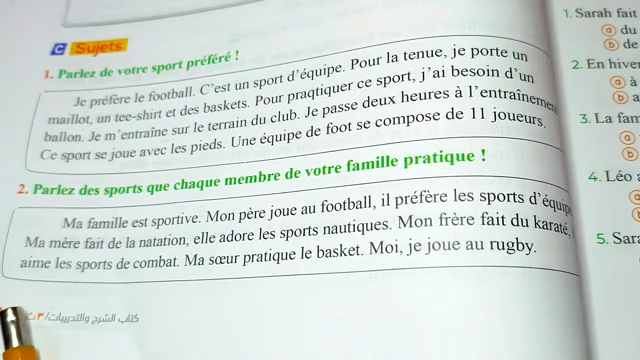 C Sujets
1. Parlez de votre sport préféré !
Je préfère le football. C'est un sport d'équipe. Pour la tenue, je porte un
maillot, un tee-shirt et des baskets. Pour praqtiquer ce sport, j'ai besoin d'un
ballon. Je m'entraîne sur le terrain du club. Je passe deux heures à l'entraîneme
Ce sport se joue avec les pieds. Une équipe de foot se compose de 11 joueurs.
2. Parlez des sports que chaque membre de votre famille pratique !
Ma famille est sportive. Mon père joue au football, il préfère les sports d'équip
Ma mère fait de la natation, elle adore les sports nautiques. Mon frère fait du karaté,
aime les sports de combat. Ma sœur pratique le basket. Moi, je joue au rugby.
كتاب الشرح والتدريبات/٣ث
1. Sarah fait
a du
b de
2. En hiver
a à
b a
3. La fam
a
b
4. Léo a
a
5. Sara